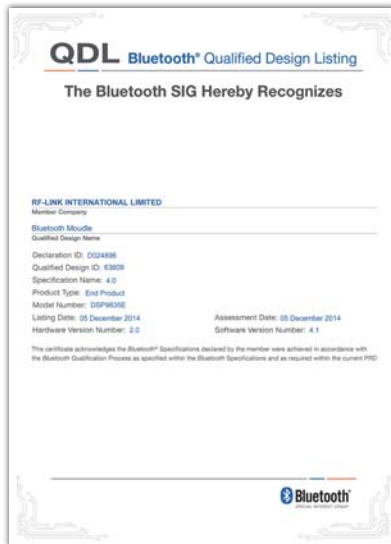 QDL Bluetooth® Qualified Design Listing
The Bluetooth SIG Hereby Recognizes
RF-LINK INTERNATIONAL LIMITED
Member Company
Bluetooth Moudle
Qualified Design Name
Declaration ID: D024698
Qualified Design ID: 63809
Specification Name: 4.0
Product Type: End Product
Model Number: DSP9835E
Listing Date: 05 December 2014 Assessment Date: 05 December 2014
Hardware Version Number: 2.0 Software Version Number: 4.1
This certificate acknowledges the Bluetooth® Specifications declared by the member were achieved in accordance with
the Bluetooth Qualification Process as specified within the Bluetooth Specifications and as required within the current PRD
Bluetooth®
SPECIAL INTEREST GROUP